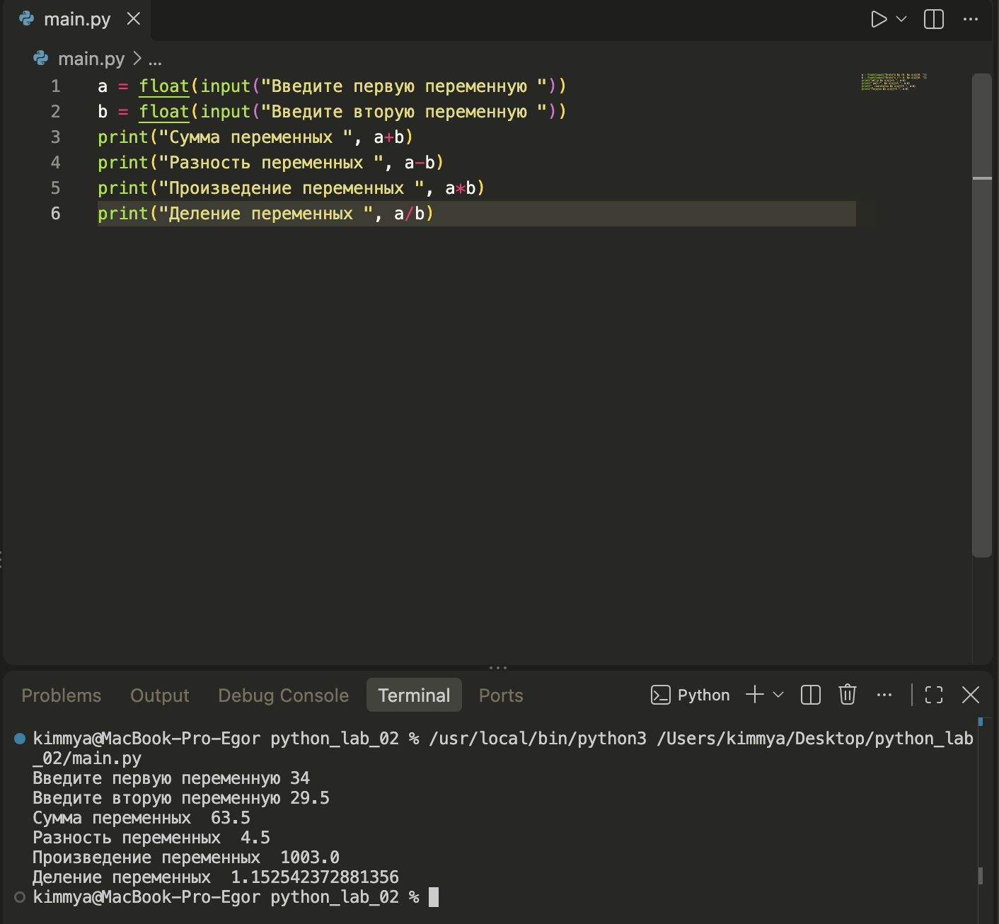 main.py
main.py > ...
1 a = float(input("Введите первую переменную "))
2 b = float(input("Введите вторую переменную "))
3 print("Сумма переменных ", a+b)
4 print("Разность переменных ", a-b)
5 print("Произведение переменных ", a*b)
6 print("Деление переменных ", a/b)
Problems Output Debug Console Terminal Ports Python
kimmya@MacBook-Pro-Egor python_lab_02 % /usr/local/bin/python3 /Users/kimmya/Desktop/python_lab
_02/main.py
Введите первую переменную 34
Введите вторую переменную 29.5
Сумма переменных  63.5
Разность переменных  4.5
Произведение переменных  1003.0
Деление переменных  1.152542372881356
kimmya@MacBook-Pro-Egor python_lab_02 %